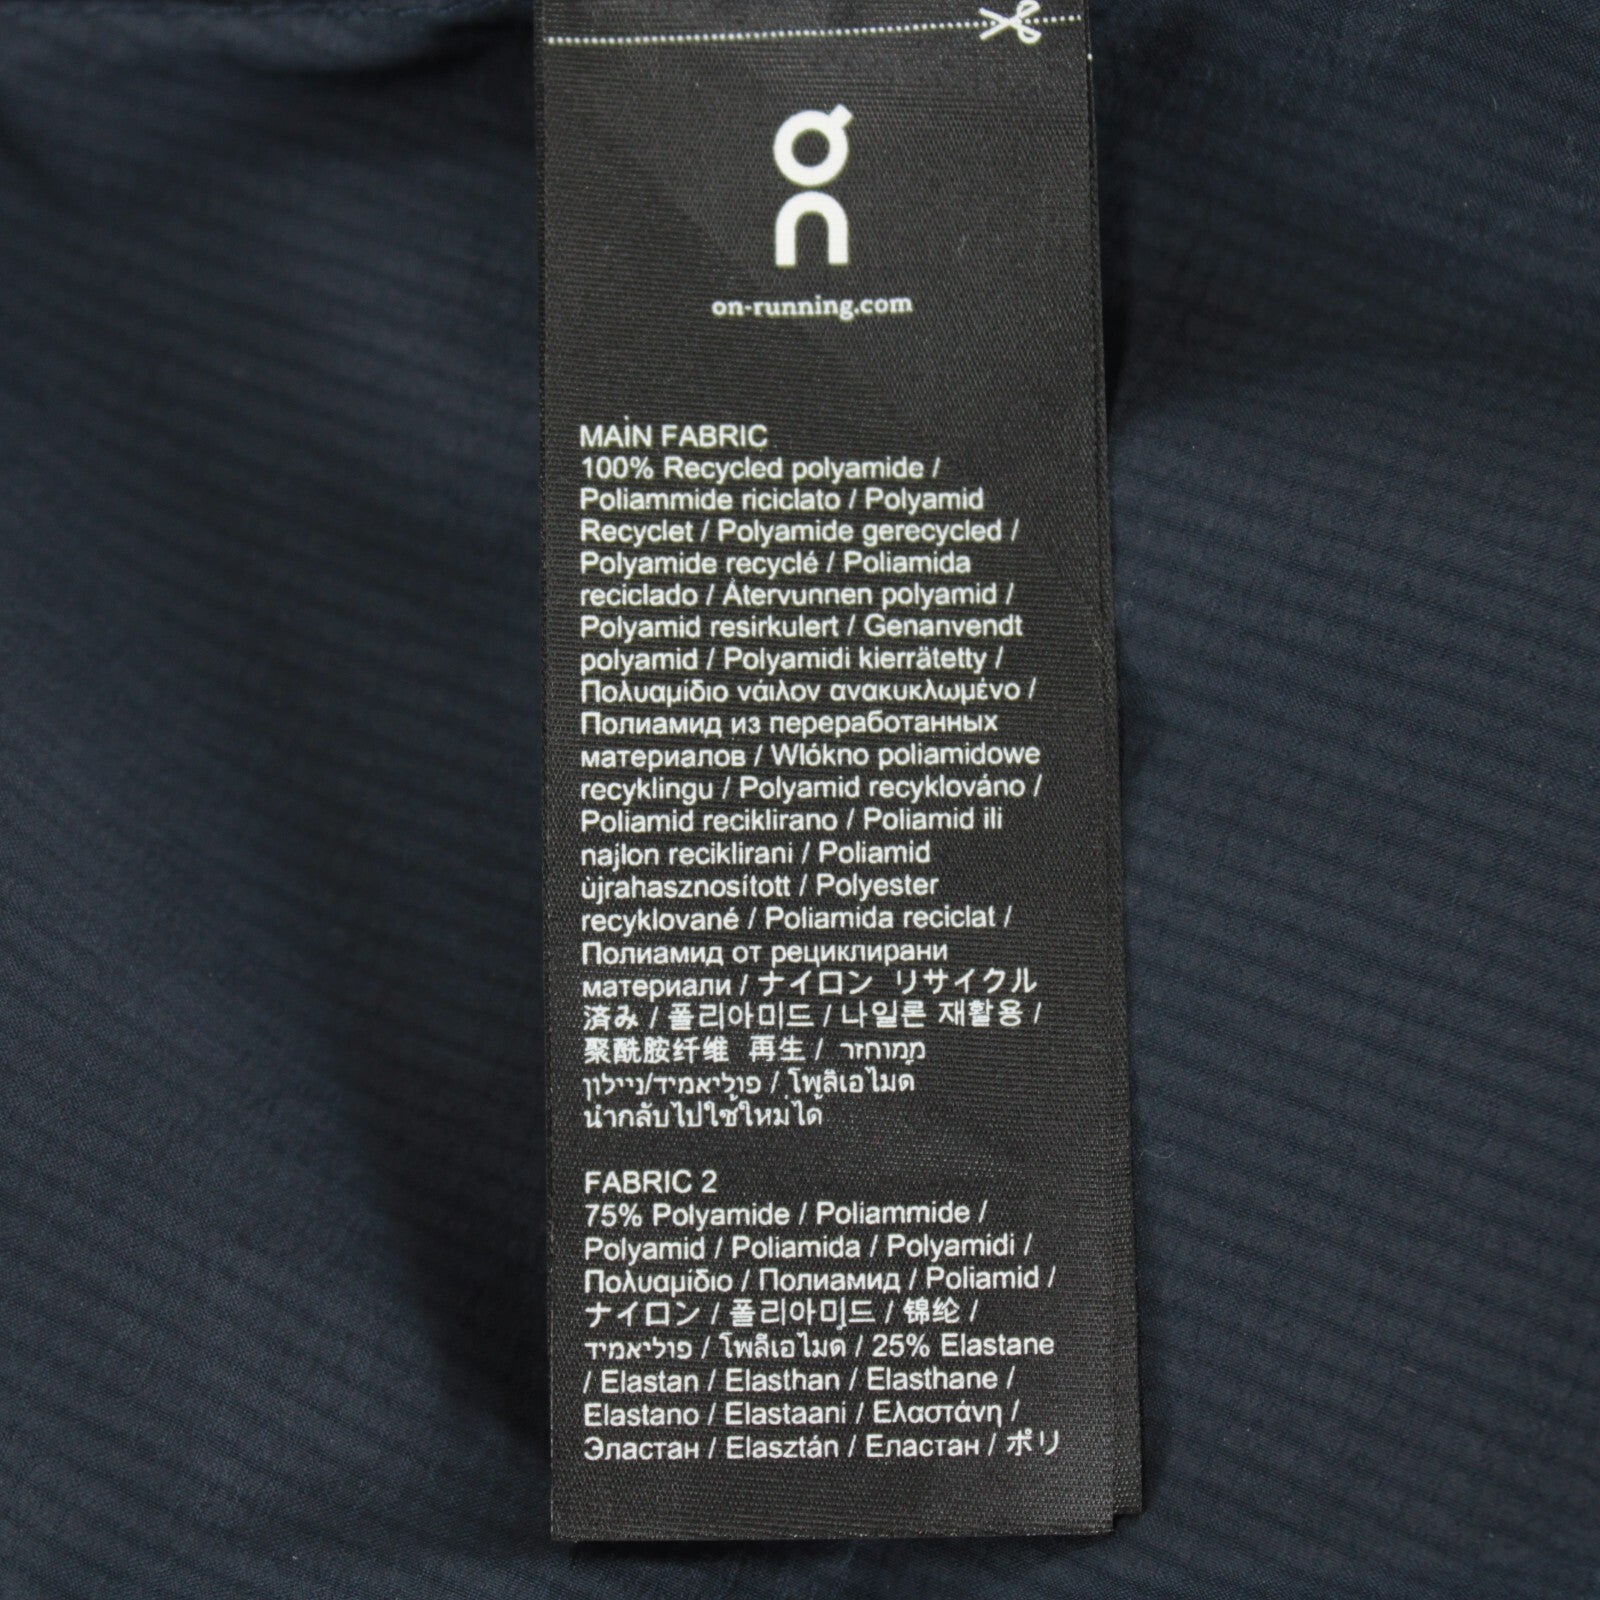 on
on-running.com
MAİN FABRIC
100% Recycled polyamide /
Poliammide riciclato / Polyamid
Recyclet / Polyamide gerecycled /
Polyamide recyclé / Poliamida
reciclado / Återvunnen polyamid /
Polyamid resirkulert / Genanvendt
polyamid / Polyamidi kierrätetty /
Πολυαμίδιο νάιλον ανακυκλωμένο /
Полиамид из переработанных
материалов / Wlókno poliamidowe
recyklingu / Polyamid recyklováno /
Poliamid reciklirano / Poliamid ili
najlon reciklirani / Poliamid
újrahasznosított / Polyester
recyklované / Poliamida reciclat /
Полиамид от рециклирани
материали / ナイロン リサイクル
済み / 폴리아미드 / 나일론 재활용 /
聚酰胺纤维 再生 / ממוחזר
פוליאמיד/ניילון / โพลีเอไมด์
นำกลับไปใช้ใหม่ได้
FABRIC 2
75% Polyamide / Poliammide /
Polyamid / Poliamida / Polyamidi /
Πολυαμίδιο / Полиамид / Poliamid /
ナイロン / 폴리아미드 / 锦纶 /
פוליאמיד / โพลีเอไมด์ / 25% Elastane
/ Elastan / Elasthan / Elasthane /
Elastano / Elastaani / Ελαστάνη /
Эластан / Elasztán / Еластан / ポリ